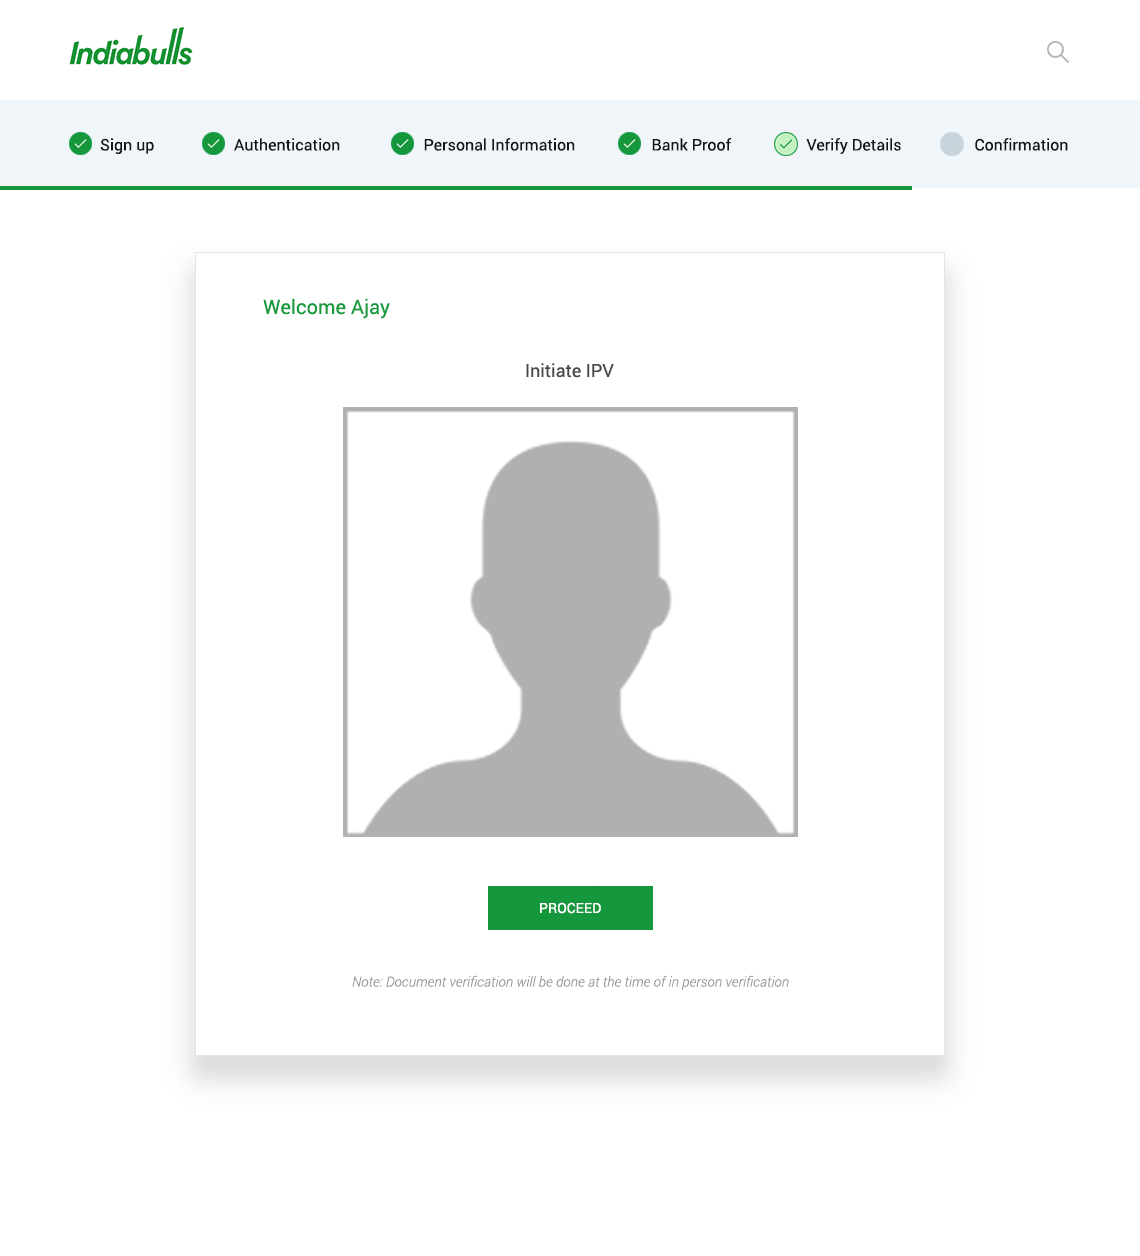 Indiabulls
Sign up Authentication Personal Information Bank Proof Verify Details Confirmation
Welcome Ajay
Initiate IPV
PROCEED
Note: Document verification will be done at the time of in person verification